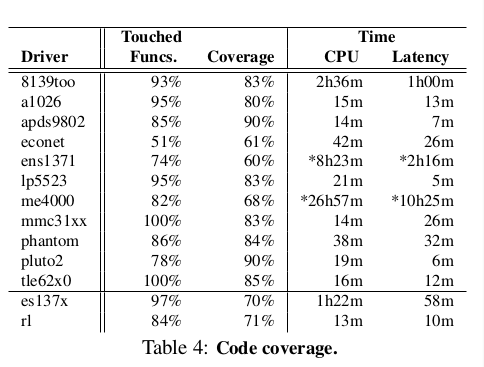 Touched Time
Driver Funcs. Coverage CPU Latency
8139too 93% 83% 2h36m 1h00m
a1026 95% 80% 15m 13m
apds9802 85% 90% 14m 7m
econet 51% 61% 42m 26m
ens1371 74% 60% *8h23m *2h16m
lp5523 95% 83% 21m 5m
me4000 82% 68% *26h57m *10h25m
mmc31xx 100% 83% 14m 26m
phantom 86% 84% 38m 32m
pluto2 78% 90% 19m 6m
tle62x0 100% 85% 16m 12m
es137x 97% 70% 1h22m 58m
rl 84% 71% 13m 10m
Table 4: Code coverage.